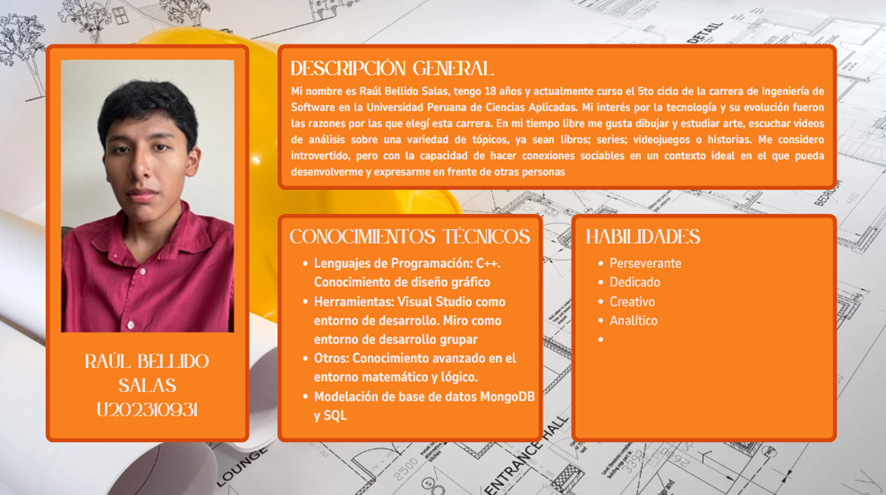 RAÚL BELLIDO
SALAS
U202310931
DESCRIPCIÓN GENERAL
Mi nombre es Raúl Bellido Salas, tengo 18 años y actualmente curso el 5to ciclo de la carrera de Ingeniería de
Software en la Universidad Peruana de Ciencias Aplicadas. Mi interés por la tecnología y su evolución fueron
las razones por las que elegí esta carrera. En mi tiempo libre me gusta dibujar y estudiar arte, escuchar videos
de análisis sobre una variedad de tópicos, ya sean libros; series; videojuegos o historias. Me considero
introvertido, pero con la capacidad de hacer conexiones sociables en un contexto ideal en el que pueda
desenvolverme y expresarme en frente de otras personas
CONOCIMIENTOS TÉCNICOS
• Lenguajes de Programación: C++.
Conocimiento de diseño gráfico
• Herramientas: Visual Studio como
entorno de desarrollo. Miro como
entorno de desarrollo grupar
• Otros: Conocimiento avanzado en el
entorno matemático y lógico.
• Modelación de base de datos MongoDB
y SQL
HABILIDADES
• Perseverante
• Dedicado
• Creativo
• Analítico
•
DETAIL
LOUNGE
ENTRANCE HALL
2500